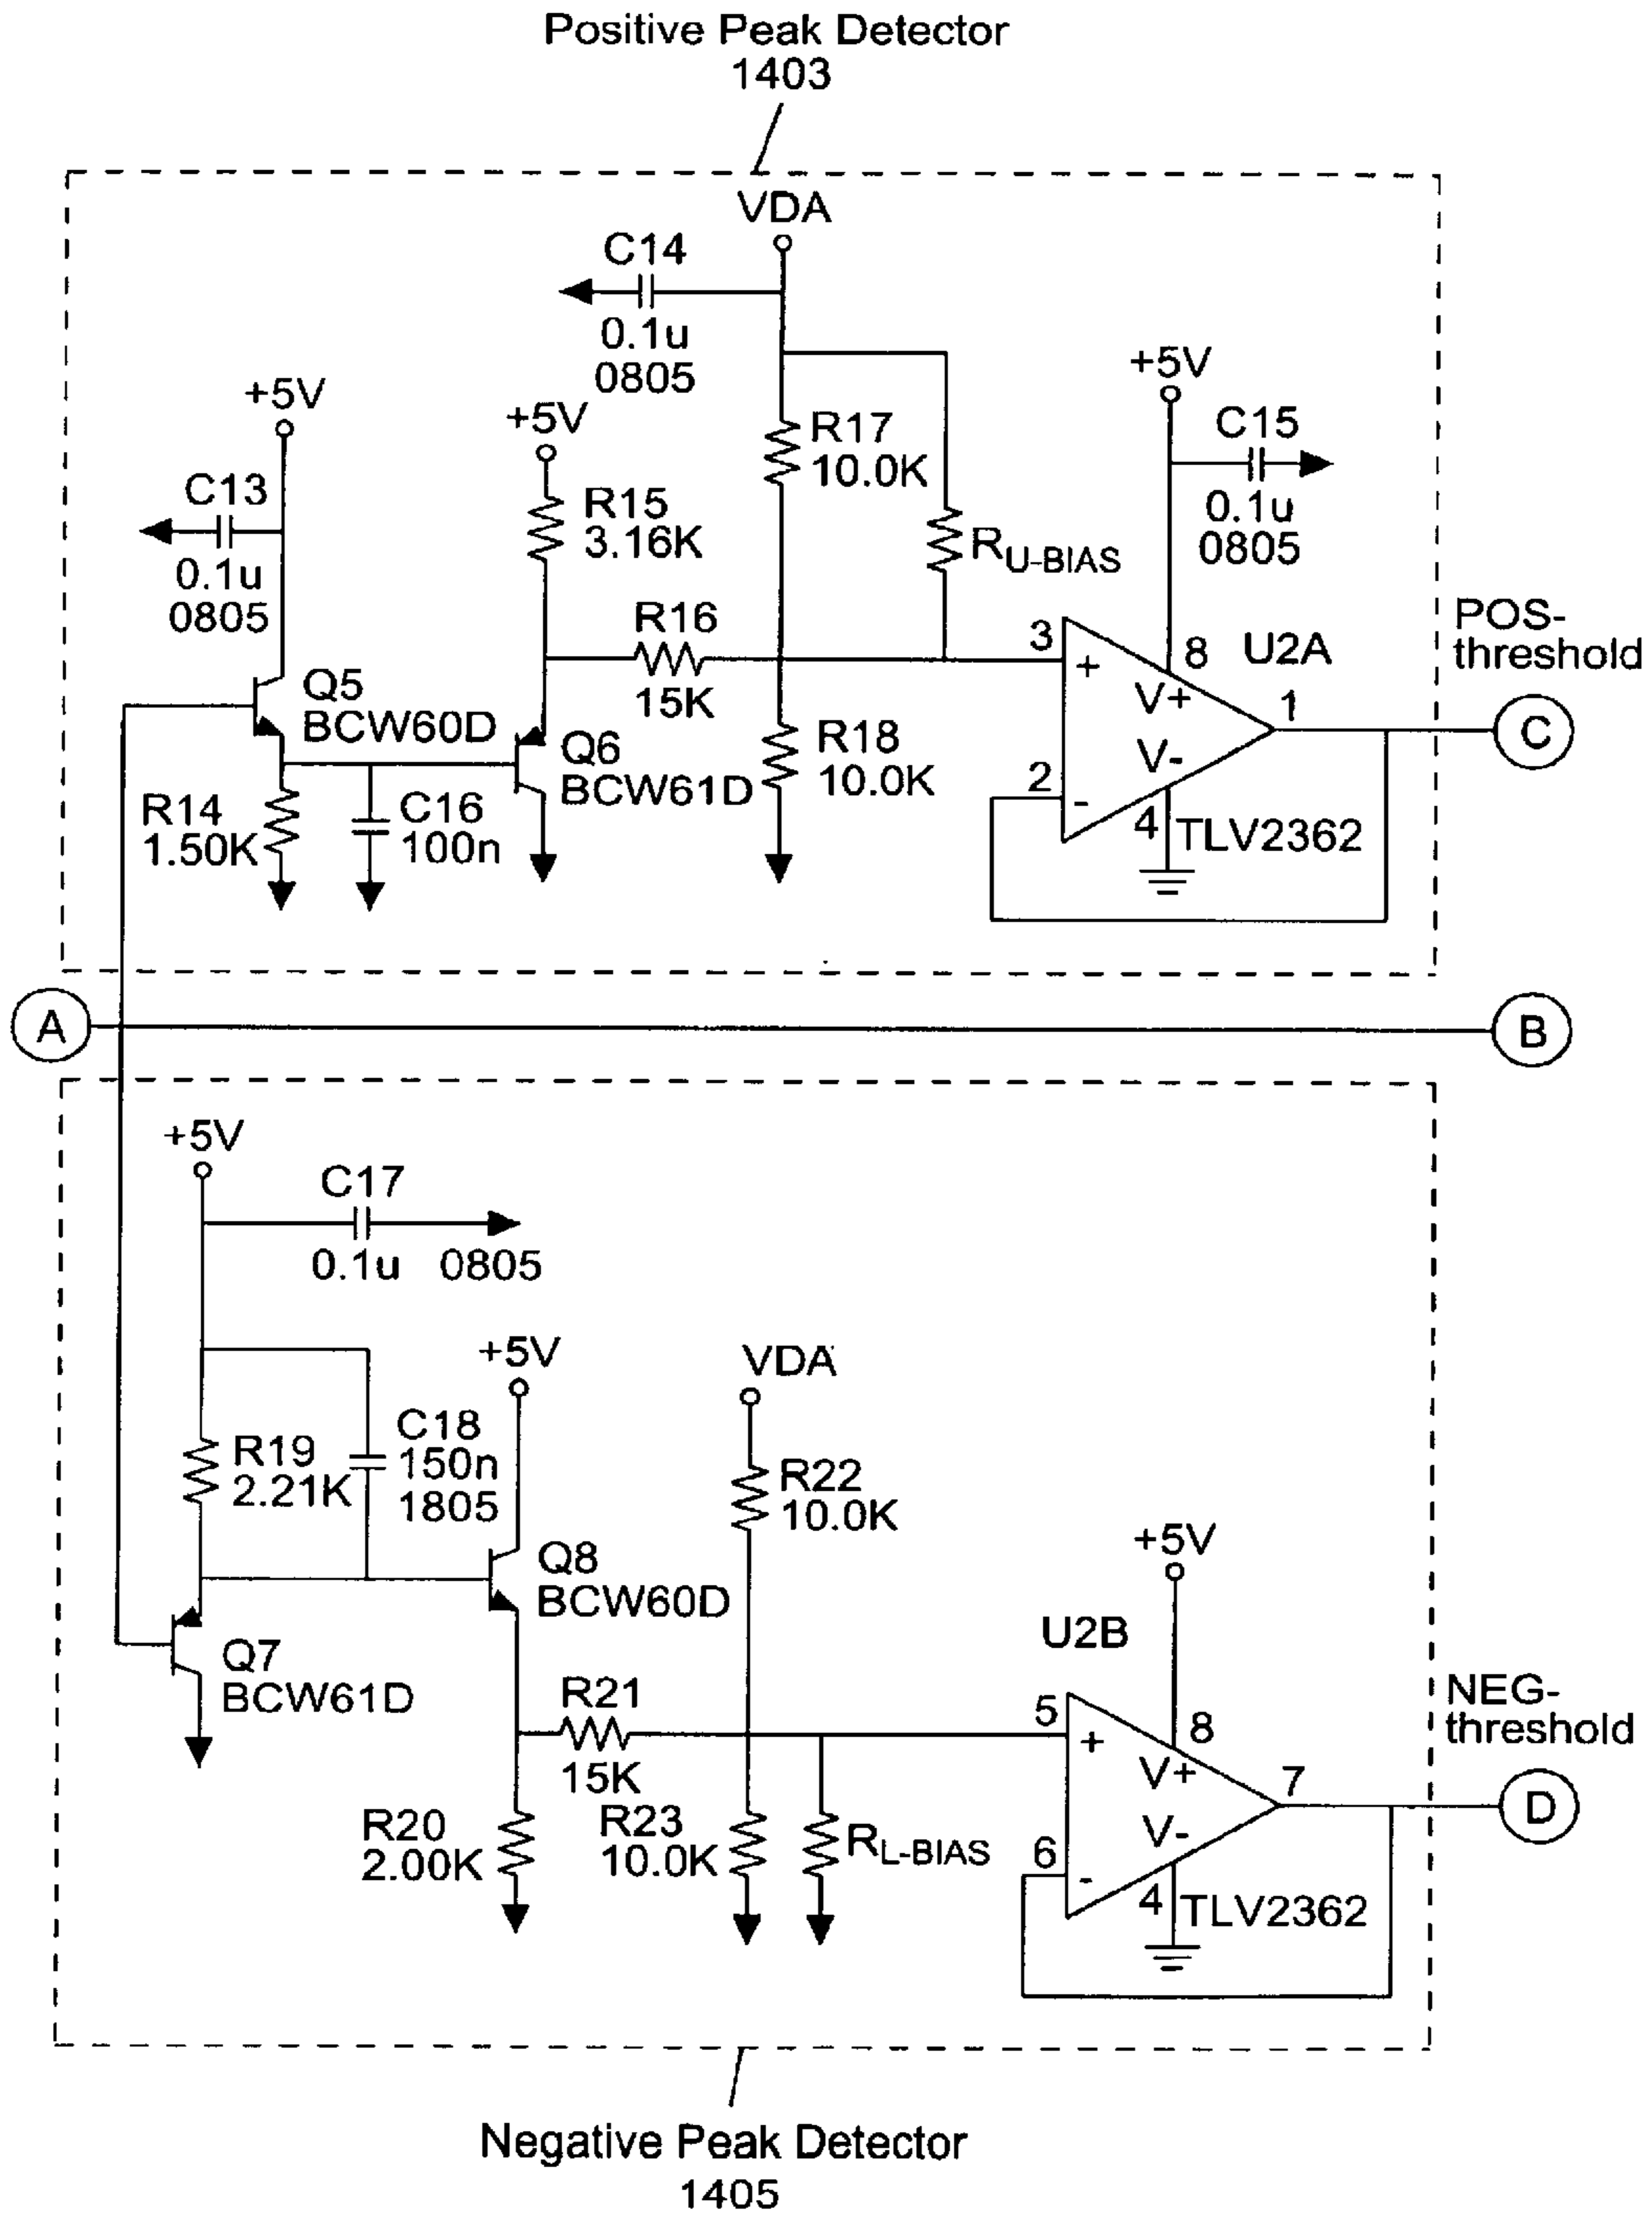 Positive Peak Detector
1403
VDA
C14
0.1u
0805
+5V
C13
0.1u
0805
+5V
R15
3.16K
R17
10.0K
R_U-BIAS
+5V
C15
0.1u
0805
R16
15K
Q5
BCW60D
Q6
BCW61D
R14
1.50K
C16
100n
R18
10.0K
3
+
2
-
8
V+
V-
4
U2A
1
TLV2362
POS-
threshold
C
A
B
+5V
C17
0.1u 0805
R19
2.21K
C18
150n
1805
+5V
VDA
R22
10.0K
Q8
BCW60D
Q7
BCW61D
R21
15K
R20
2.00K
R23
10.0K
R_L-BIAS
+5V
U2B
5
+
6
-
8
V+
V-
4
7
TLV2362
NEG-
threshold
D
Negative Peak Detector
1405